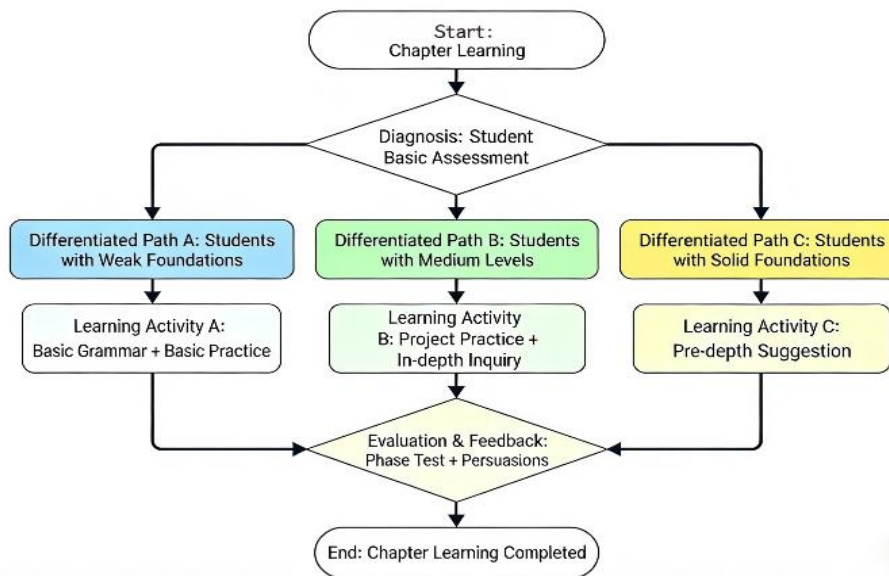 Start:
Chapter Learning
Diagnosis: Student
Basic Assessment
Differentiated Path A: Students
with Weak Foundations
Differentiated Path B: Students
with Medium Levels
Differentiated Path C: Students
with Solid Foundations
Learning Activity A:
Basic Grammar + Basic Practice
Learning Activity
B: Project Practice +
In-depth Inquiry
Learning Activity C:
Pre-depth Suggestion
Evaluation & Feedback:
Phase Test + Persuasions
End: Chapter Learning Completed